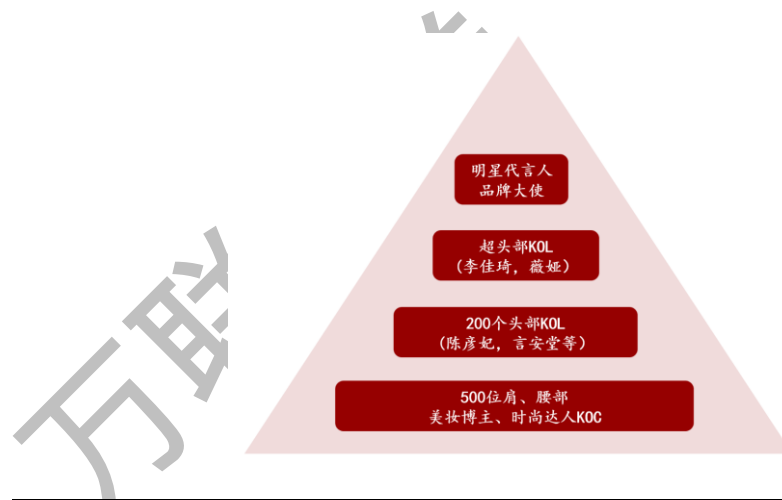 明星代言人
品牌大使
超头部KOL
(李佳琦，薇娅)
200个头部KOL
(陈彦妃，言安堂等)
500位肩、腰部
美妆博主、时尚达人KOC
万联